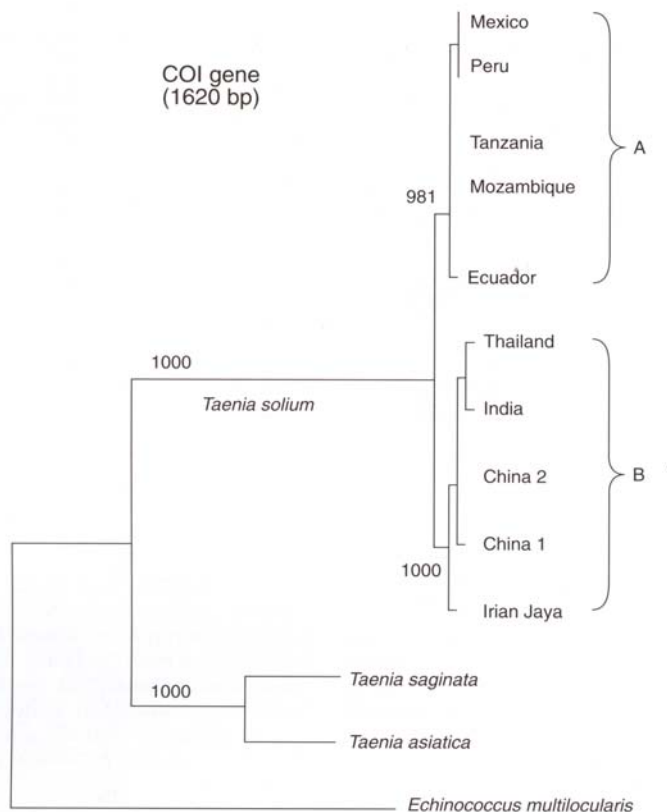 COI gene
(1620 bp)
Mexico
Peru
Tanzania
Mozambique
Ecuador
A
981
Thailand
India
China 2
China 1
Irian Jaya
B
1000
1000
Taenia solium
1000
Taenia saginata
Taenia asiatica
Echinococcus multilocularis